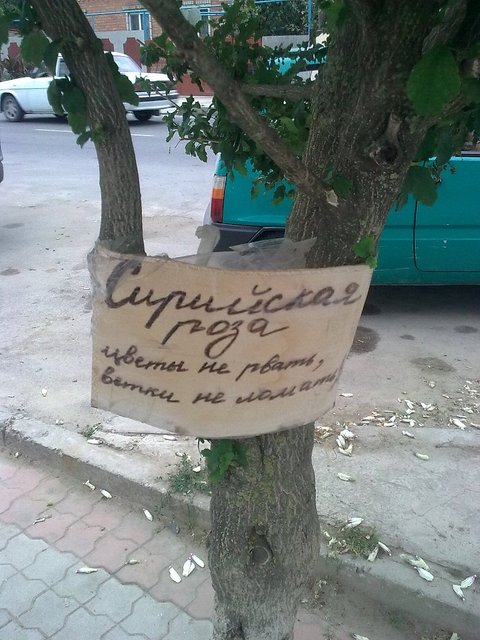 Сирийская
роза
цветы не рвать,
ветки не ломать